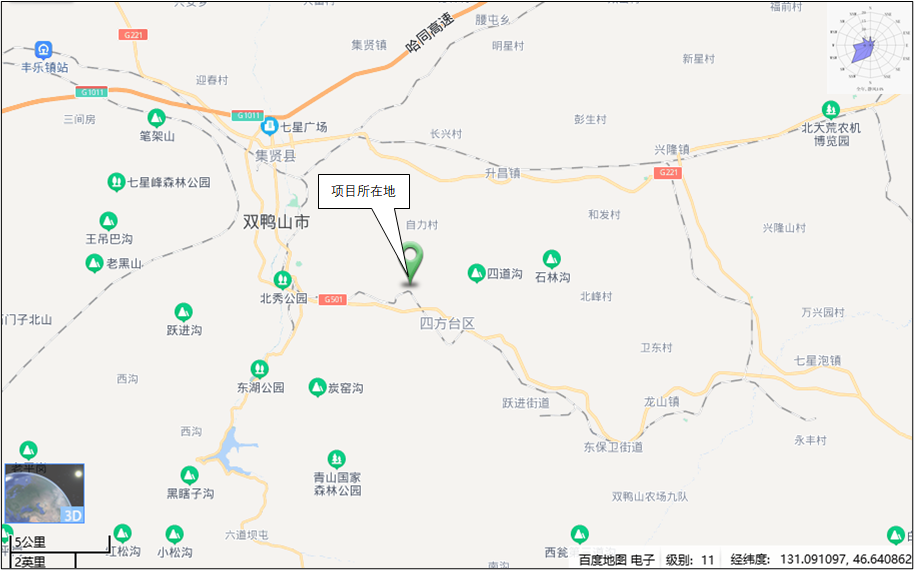 福前村
腰屯乡
哈同高速
G221
集贤镇
明星村
丰乐镇站
新星村
迎春村
G1011
三间房
笔架山
G1011
七星广场
彭生村
长兴村
北大荒农机
博览园
集贤县
兴隆镇
升昌镇
G221
七星峰森林公园
项目所在地
双鸭山市
自力村
和发村
兴隆山村
王吊巴沟
老黑山
四道沟
石林沟
北秀公园
G501
北峰村
四方台区
万兴园村
石门子北山
跃进沟
卫东村
七星泡镇
西沟
东湖公园
炭窑沟
跃进街道
龙山镇
西沟
东保卫街道
永丰村
黑瞎子沟
青山国家
森林公园
双鸭山农场九队
3D
六道坝屯
5公里
2英里
红松沟
小松沟
南沟
百度地图 电子 级别: 11 经纬度: 131.091097, 46.640862